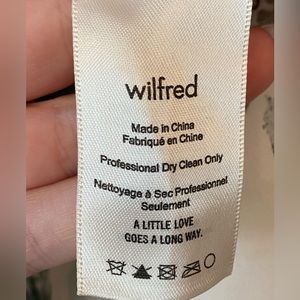 wilfred
Made in China
Fabriqué en Chine
Professional Dry Clean Only
Nettoyage à Sec Professionnel
Seulement
A LITTLE LOVE
GOES A LONG WAY.